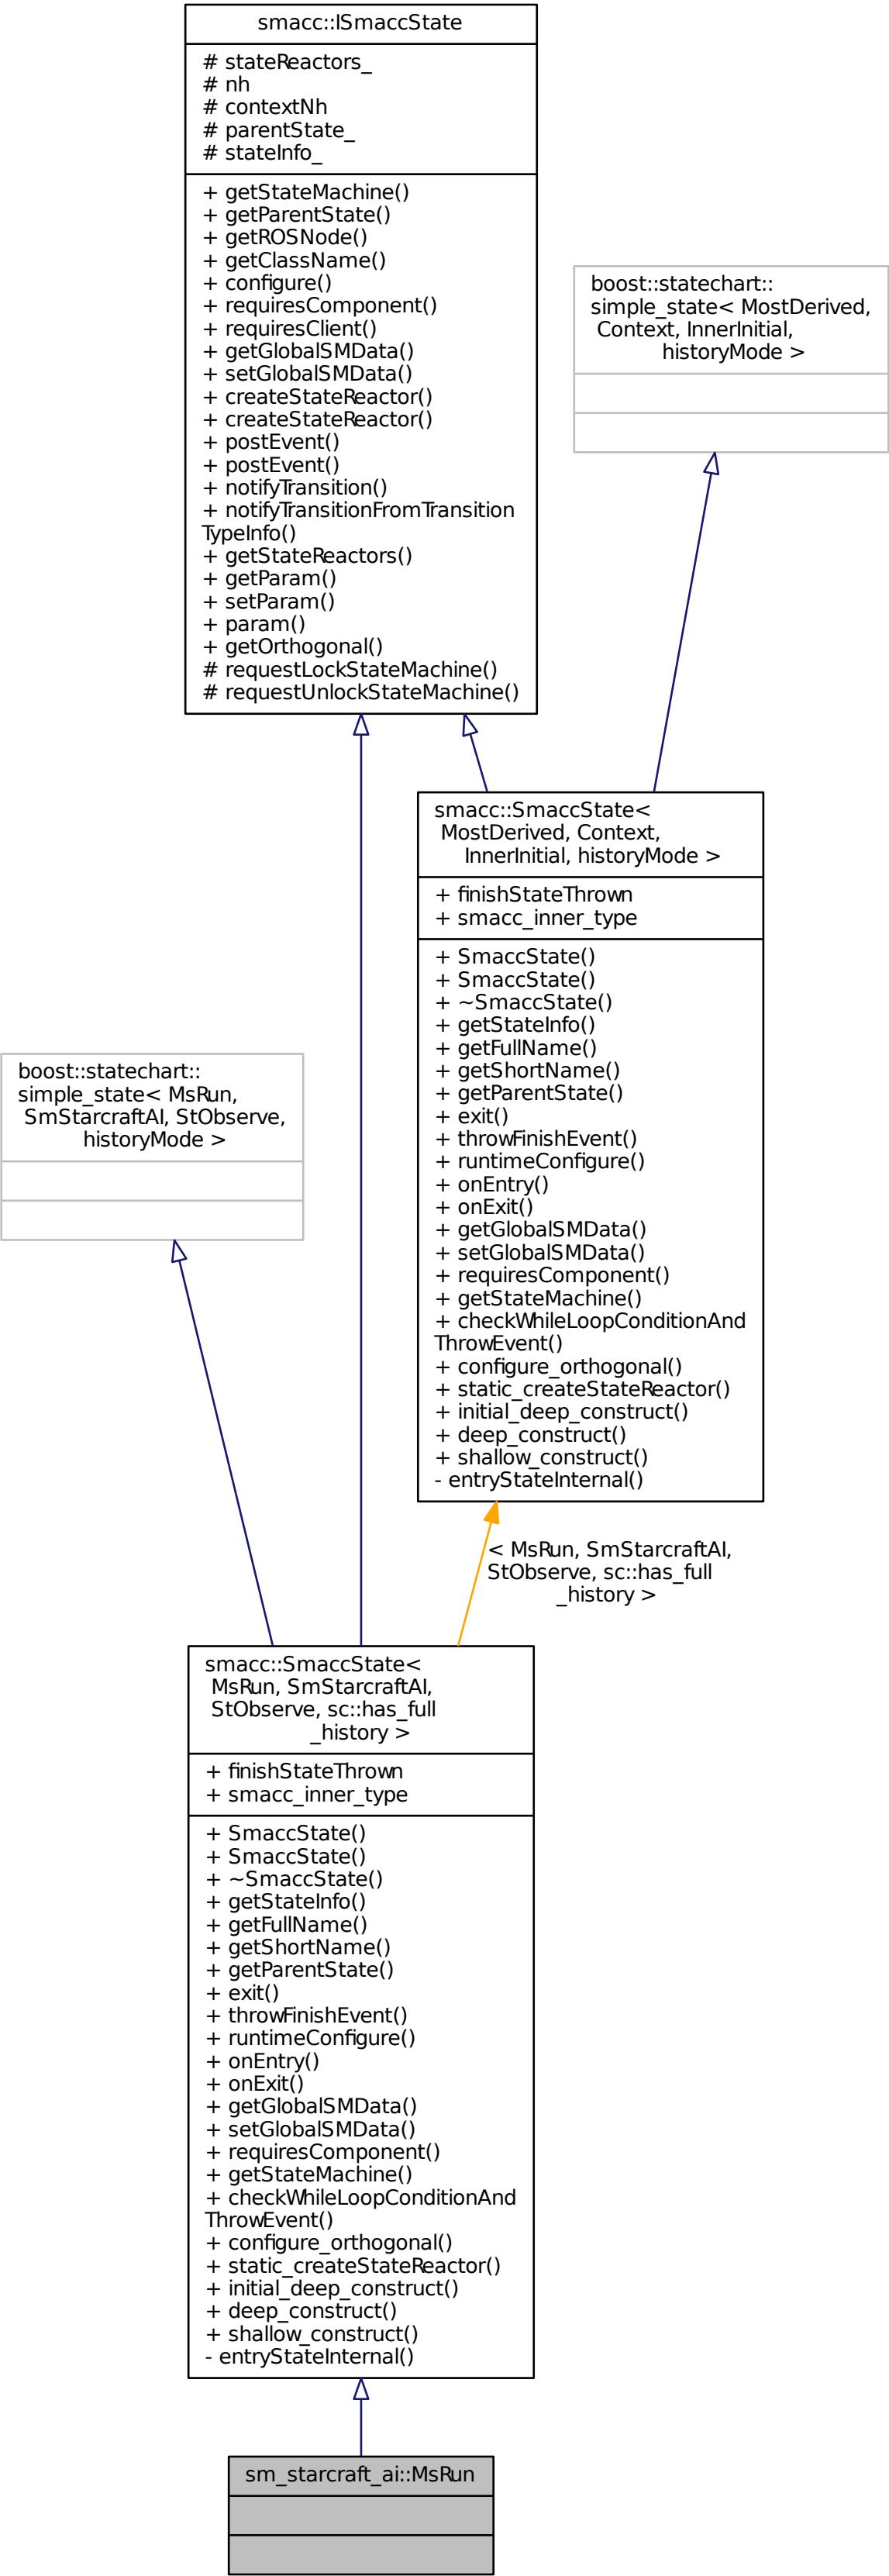 smacc::ISmaccState
# stateReactors_
# nh
# contextNh
# parentState_
# stateInfo_
+ getStateMachine()
+ getParentState()
+ getROSNode()
+ getClassName()
+ configure()
+ requiresComponent()
+ requiresClient()
+ getGlobalSMData()
+ setGlobalSMData()
+ createStateReactor()
+ createStateReactor()
+ postEvent()
+ postEvent()
+ notifyTransition()
+ notifyTransitionFromTransition
TypeInfo()
+ getStateReactors()
+ getParam()
+ setParam()
+ param()
+ getOrthogonal()
# requestLockStateMachine()
# requestUnlockStateMachine()
boost::statechart::
simple_state< MostDerived,
Context, InnerInitial,
historyMode >
smacc::SmaccState<
MostDerived, Context,
InnerInitial, historyMode >
+ finishStateThrown
+ smacc_inner_type
+ SmaccState()
+ SmaccState()
+ ~SmaccState()
+ getStateInfo()
+ getFullName()
+ getShortName()
+ getParentState()
+ exit()
+ throwFinishEvent()
+ runtimeConfigure()
+ onEntry()
+ onExit()
+ getGlobalSMData()
+ setGlobalSMData()
+ requiresComponent()
+ getStateMachine()
+ checkWhileLoopConditionAnd
ThrowEvent()
+ configure_orthogonal()
+ static_createStateReactor()
+ initial_deep_construct()
+ deep_construct()
+ shallow_construct()
- entryStateInternal()
boost::statechart::
simple_state< MsRun,
SmStarcraftAI, StObserve,
historyMode >
< MsRun, SmStarcraftAI,
StObserve, sc::has_full
_history >
smacc::SmaccState<
MsRun, SmStarcraftAI,
StObserve, sc::has_full
_history >
+ finishStateThrown
+ smacc_inner_type
+ SmaccState()
+ SmaccState()
+ ~SmaccState()
+ getStateInfo()
+ getFullName()
+ getShortName()
+ getParentState()
+ exit()
+ throwFinishEvent()
+ runtimeConfigure()
+ onEntry()
+ onExit()
+ getGlobalSMData()
+ setGlobalSMData()
+ requiresComponent()
+ getStateMachine()
+ checkWhileLoopConditionAnd
ThrowEvent()
+ configure_orthogonal()
+ static_createStateReactor()
+ initial_deep_construct()
+ deep_construct()
+ shallow_construct()
- entryStateInternal()
sm_starcraft_ai::MsRun